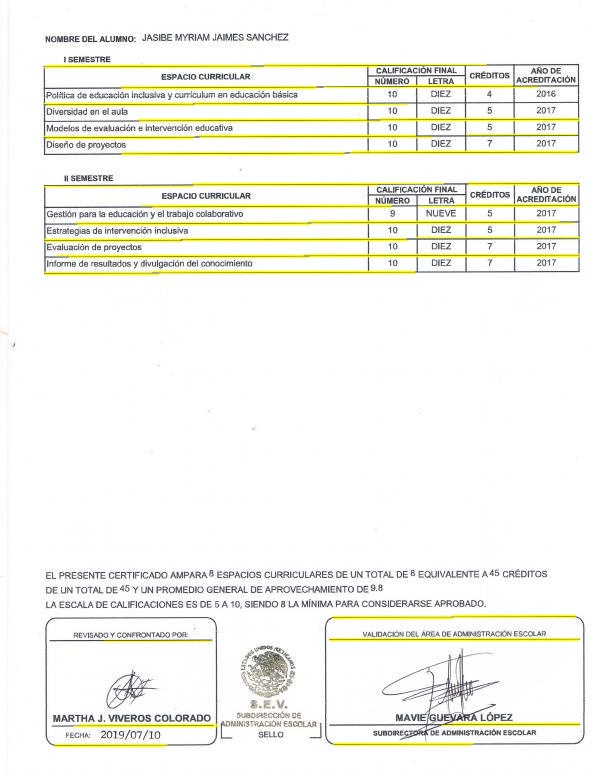 NOMBRE DEL ALUMNO: JASIBE MYRIAM JAIMES SANCHEZ
I SEMESTRE
ESPACIO CURRICULAR CALIFICACIÓN FINAL CRÉDITOS AÑO DE ACREDITACIÓN
NÚMERO LETRA
Política de educación inclusiva y currículum en educación básica 10 DIEZ 4 2016
Diversidad en el aula 10 DIEZ 5 2017
Modelos de evaluación e intervención educativa 10 DIEZ 5 2017
Diseño de proyectos 10 DIEZ 7 2017
II SEMESTRE
ESPACIO CURRICULAR CALIFICACIÓN FINAL CRÉDITOS AÑO DE ACREDITACIÓN
NÚMERO LETRA
Gestión para la educación y el trabajo colaborativo 9 NUEVE 5 2017
Estrategias de intervención inclusiva 10 DIEZ 5 2017
Evaluación de proyectos 10 DIEZ 7 2017
Informe de resultados y divulgación del conocimiento 10 DIEZ 7 2017
EL PRESENTE CERTIFICADO AMPARA 8 ESPACIOS CURRICULARES DE UN TOTAL DE 8 EQUIVALENTE A 45 CRÉDITOS
DE UN TOTAL DE 45 Y UN PROMEDIO GENERAL DE APROVECHAMIENTO DE 9.8
LA ESCALA DE CALIFICACIONES ES DE 5 A 10, SIENDO 8 LA MÍNIMA PARA CONSIDERARSE APROBADO.
REVISADO Y CONFRONTADO POR:
MARTHA J. VIVEROS COLORADO
FECHA: 2019/07/10
ESTADOS UNIDOS MEXICANOS
S.E.V.
SUBDIRECCIÓN DE
ADMINISTRACIÓN ESCOLAR
SELLO
VALIDACIÓN DEL ÁREA DE ADMINISTRACIÓN ESCOLAR
MAVIE GUEVARA LÓPEZ
SUBDIRECTORA DE ADMINISTRACIÓN ESCOLAR